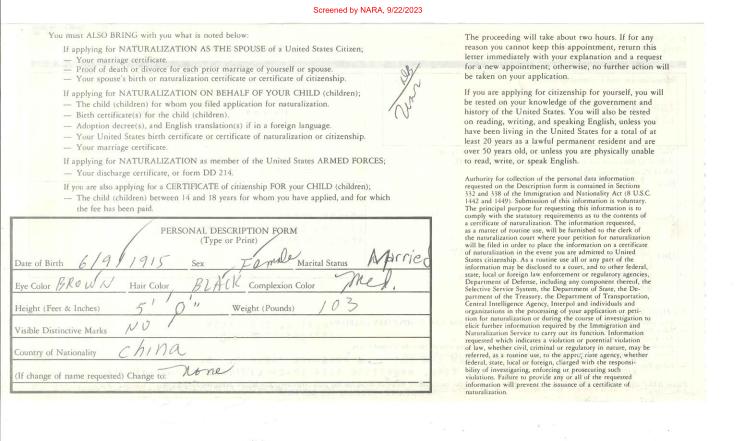 Screened by NARA, 9/22/2023
You must ALSO BRING with you what is noted below:
If applying for NATURALIZATION AS THE SPOUSE of a United States Citizen;
— Your marriage certificate.
— Proof of death or divorce for each prior marriage of yourself or spouse.
— Your spouse's birth or naturalization certificate or certificate of citizenship.
If applying for NATURALIZATION ON BEHALF OF YOUR CHILD (children);
— The child (children) for whom you filed application for naturalization.
— Birth certificate(s) for the child (children).
— Adoption decree(s), and English translation(s) if in a foreign language.
— Your United States birth certificate or certificate of naturalization or citizenship.
— Your marriage certificate.
If applying for NATURALIZATION as member of the United States ARMED FORCES;
— Your discharge certificate, or form DD 214.
If you are also applying for a CERTIFICATE of citizenship FOR your CHILD (children);
— The child (children) between 14 and 18 years for whom you have applied, and for which
the fee has been paid.
PERSONAL DESCRIPTION FORM
(Type or Print)
Date of Birth 6/9/1915 Sex Female Marital Status Married
Eye Color BROWN Hair Color BLACK Complexion Color Med.
Height (Feet & Inches) 5' 0" Weight (Pounds) 103
Visible Distinctive Marks NO
Country of Nationality China
(If change of name requested) Change to: None
The proceeding will take about two hours. If for any
reason you cannot keep this appointment, return this
letter immediately with your explanation and a request
for a new appointment; otherwise, no further action will
be taken on your application.
If you are applying for citizenship for yourself, you will
be tested on your knowledge of the government and
history of the United States. You will also be tested
on reading, writing, and speaking English, unless you
have been living in the United States for a total of at
least 20 years as a lawful permanent resident and are
over 50 years old, or unless you are physically unable
to read, write, or speak English.
Authority for collection of the personal data information
requested on the Description form is contained in Sections
332 and 338 of the Immigration and Nationality Act (8 U.S.C.
1442 and 1449). Submission of this information is voluntary.
The principal purpose for requesting this information is to
comply with the statutory requirements as to the contents of
a certificate of naturalization. The information requested,
as a matter of routine use, will be furnished to the clerk of
the naturalization court where your petition for naturalization
will be filed in order to place the information on a certificate
of naturalization in the event you are admitted to United
States citizenship. As a routine use all or any part of the
information may be disclosed to a court, and to other federal,
state, local or foreign law enforcement or regulatory agencies,
Department of Defense, including any component thereof, the
Selective Service System, the Department of State, the De-
partment of the Treasury, the Department of Transportation,
Central Intelligence Agency, Interpol and individuals and
organizations in the processing of your application or peti-
tion for naturalization or during the course of investigation to
elicit further information required by the Immigration and
Naturalization Service to carry out its function. Information
requested which indicates a violation or potential violation
of law, whether civil, criminal or regulatory in nature, may be
referred, as a routine use, to the appropriate agency, whether
federal, state, local or foreign, charged with the responsi-
bility of investigating, enforcing or prosecuting such
violations. Failure to provide any or all of the requested
information will prevent the issuance of a certificate of
naturalization.